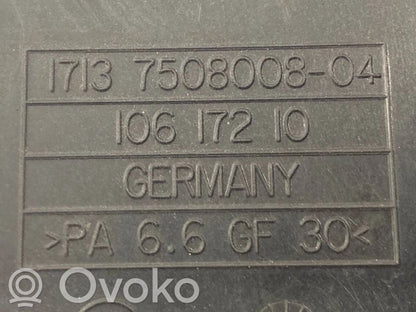 1713 7508008-04
106 172 10
GERMANY
>PA 6.6 GF 30<
Ovoko